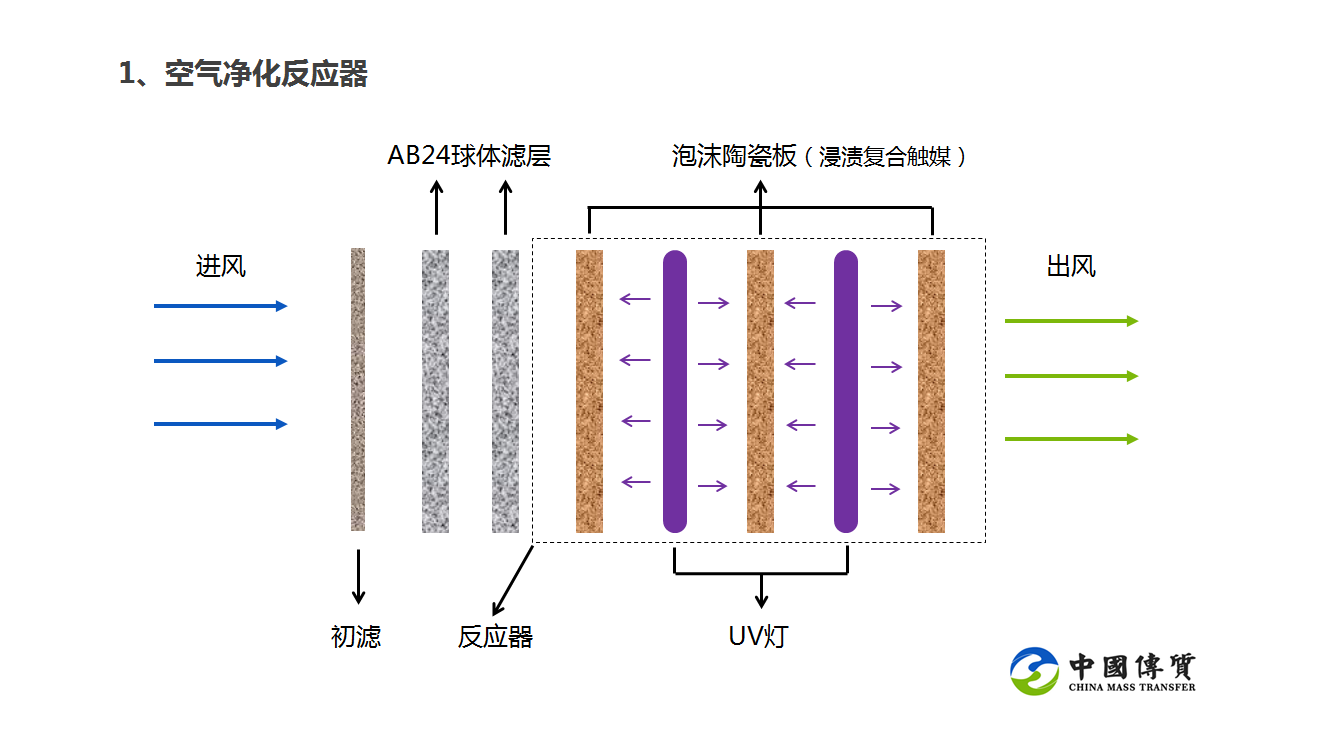 1、空气净化反应器
AB24球体滤层
泡沫陶瓷板（浸渍复合触媒）
进风
出风
初滤
反应器
UV灯
中國傳質
CHINA MASS TRANSFER